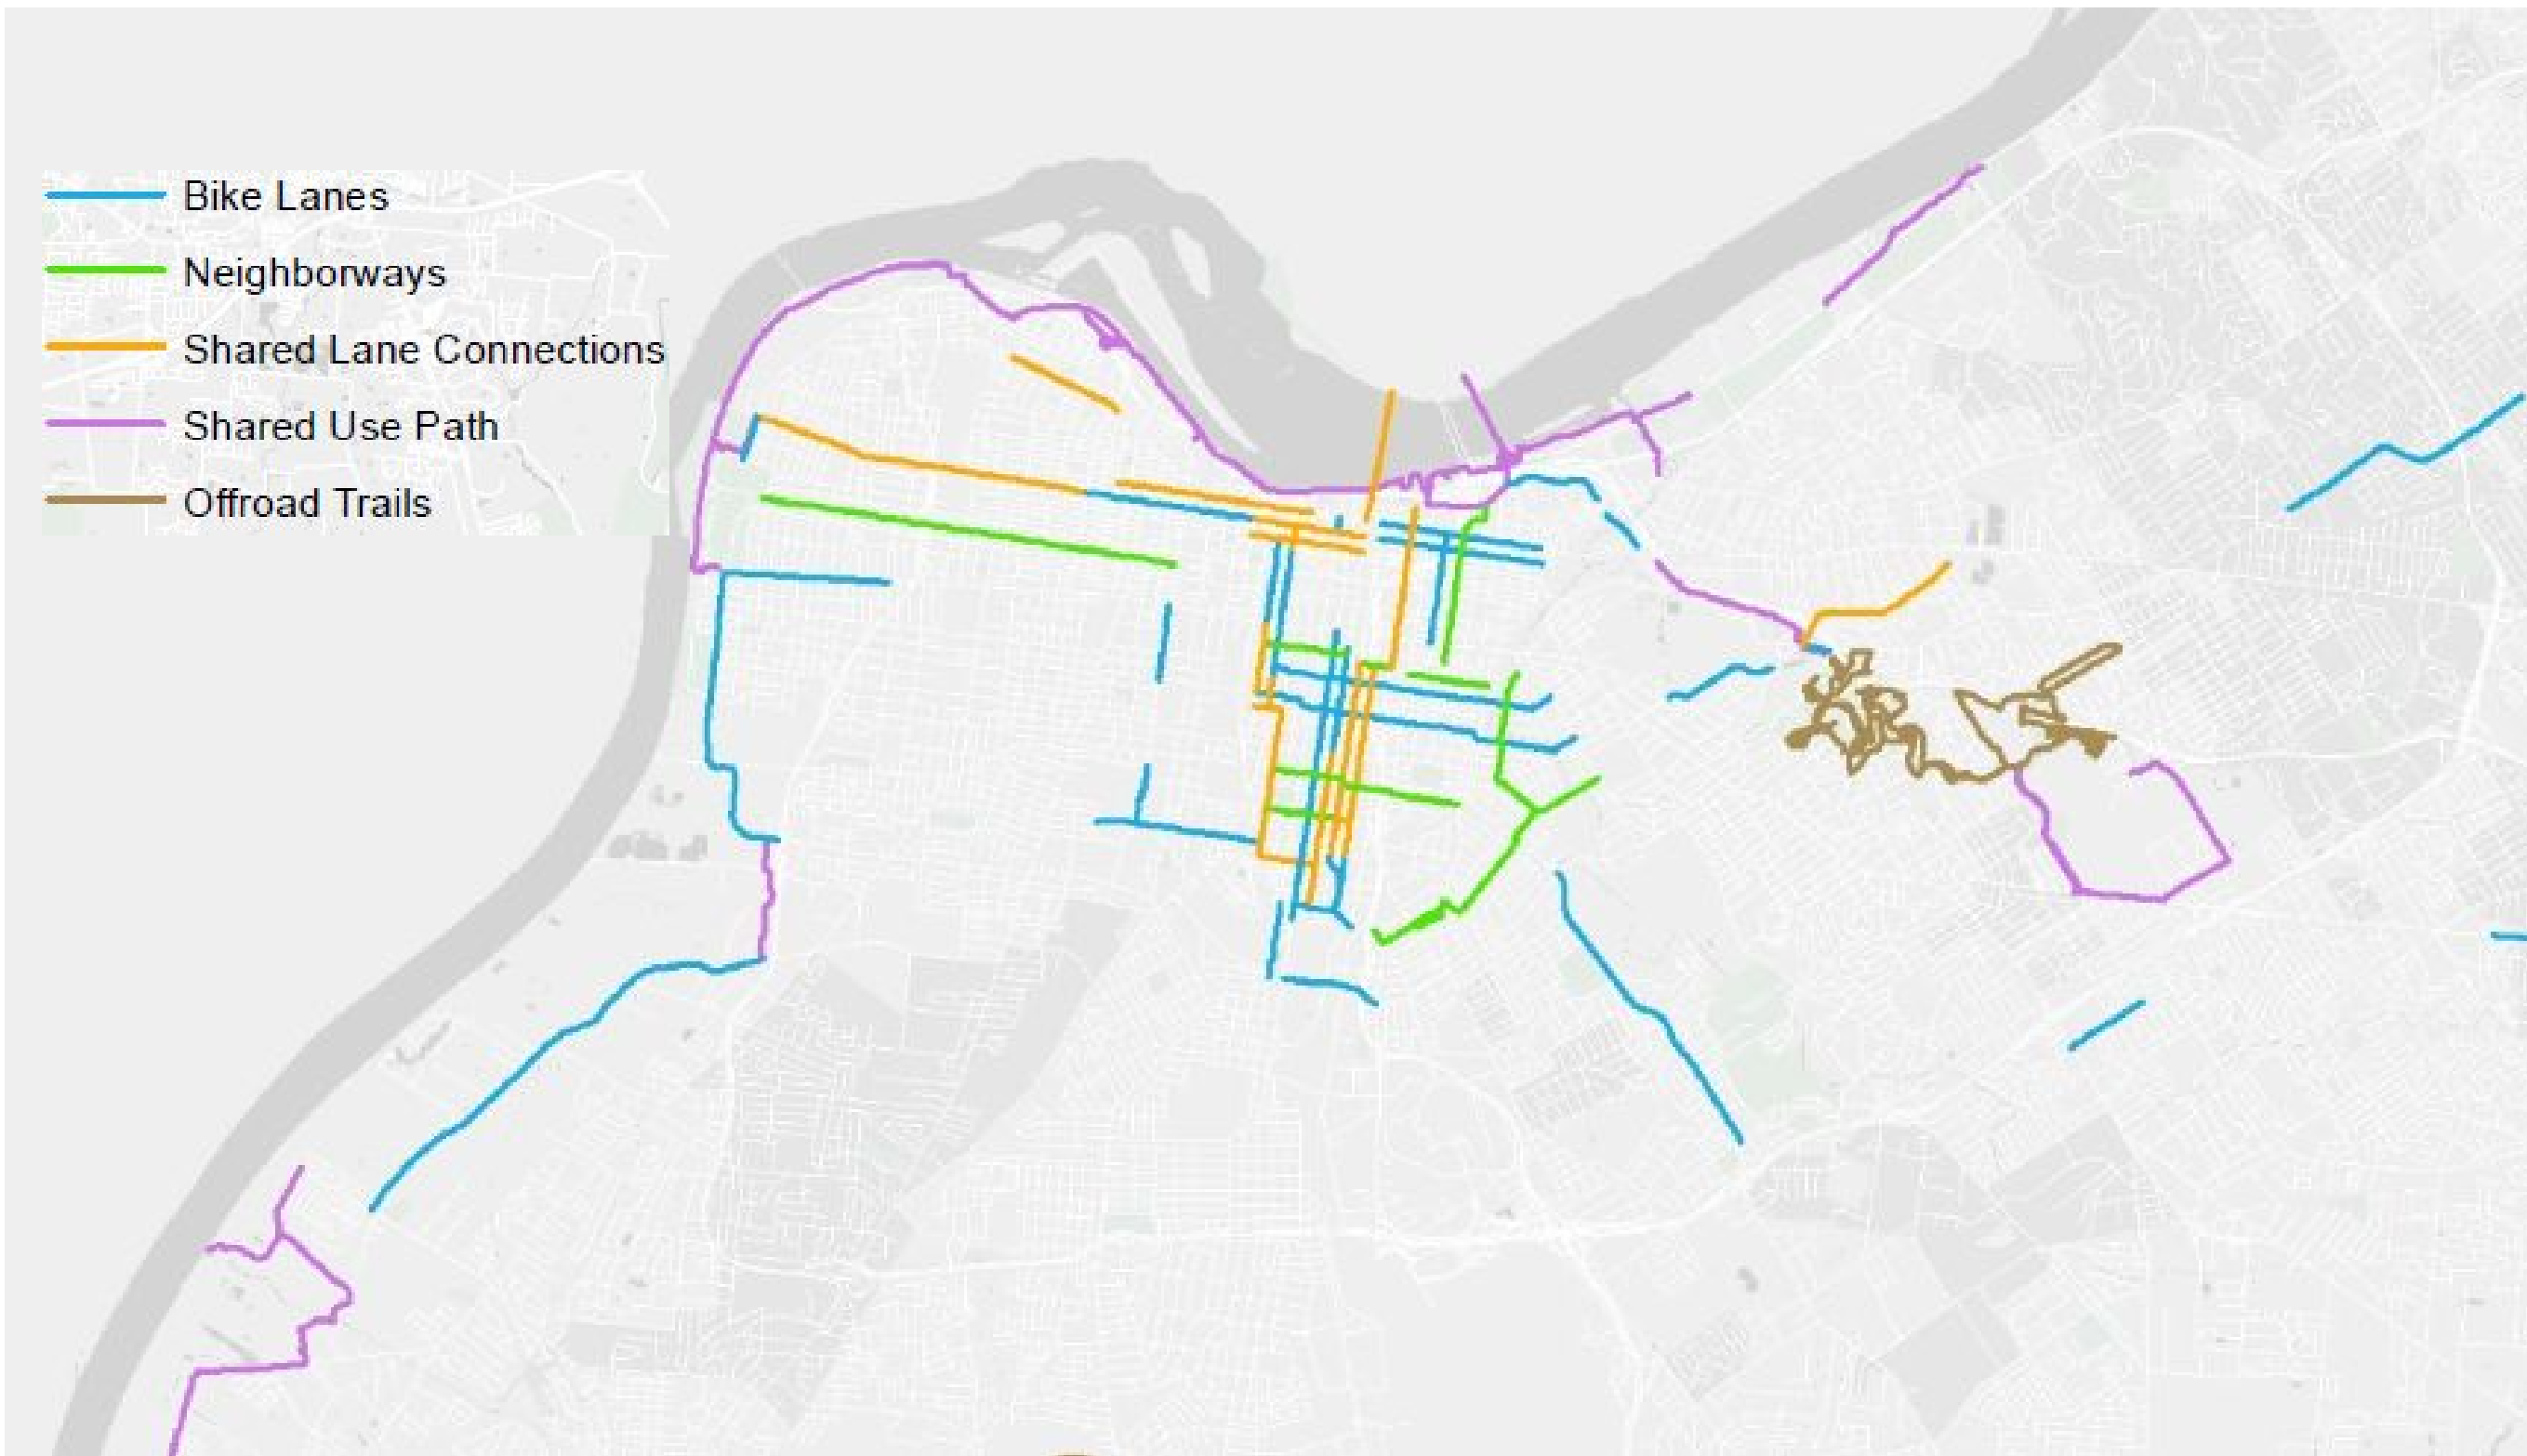 Bike Lanes
Neighborways
Shared Lane Connections
Shared Use Path
Offroad Trails